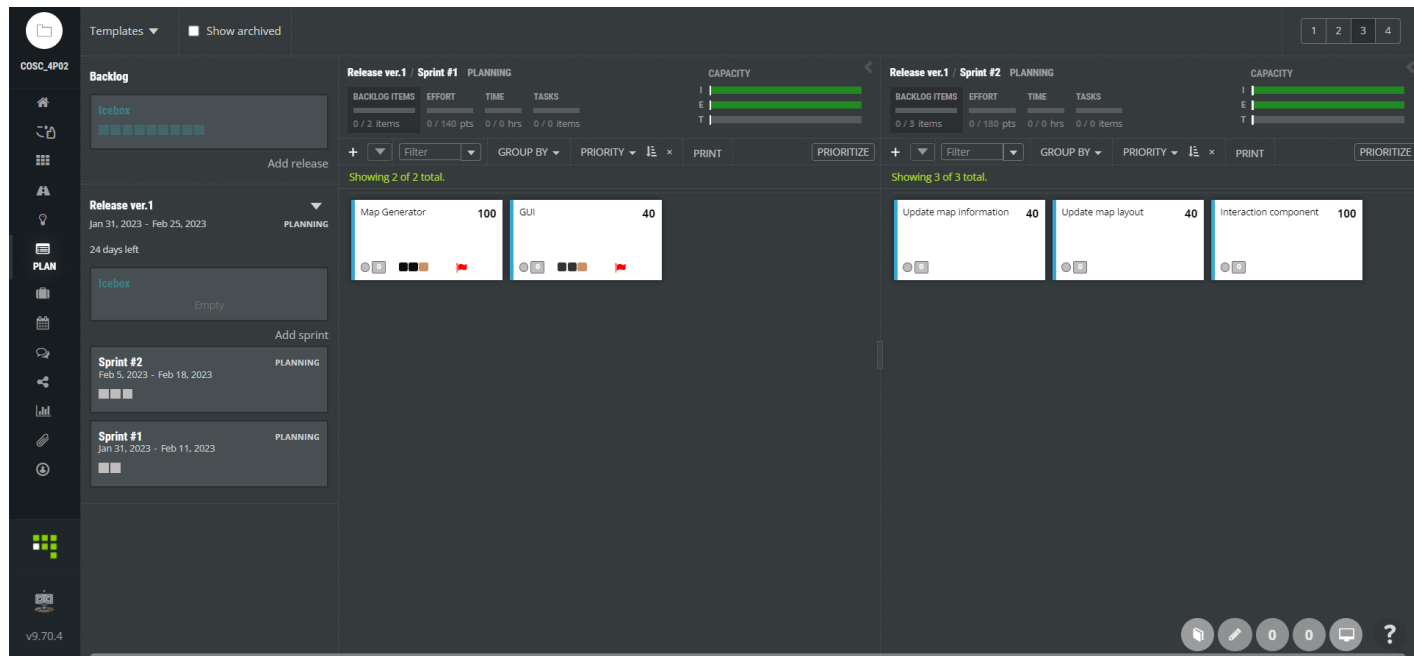 Templates
Show archived
1 2 3 4
COSC_4P02
PLAN
v9.70.4
Backlog
Icebox
Add release
Release ver.1
Jan 31, 2023 - Feb 25, 2023 PLANNING
24 days left
Icebox
Empty
Add sprint
Sprint #2 PLANNING
Feb 5, 2023 - Feb 18, 2023
Sprint #1 PLANNING
Jan 31, 2023 - Feb 11, 2023
Release ver.1 / Sprint #1 PLANNING
CAPACITY
BACKLOG ITEMS EFFORT TIME TASKS
0 / 2 items 0 / 140 pts 0 / 0 hrs 0 / 0 items
I
E
T
+ Filter GROUP BY PRIORITY × PRINT PRIORITIZE
Showing 2 of 2 total.
Map Generator 100
0
GUI 40
0
Release ver.1 / Sprint #2 PLANNING
CAPACITY
BACKLOG ITEMS EFFORT TIME TASKS
0 / 3 items 0 / 180 pts 0 / 0 hrs 0 / 0 items
I
E
T
+ Filter GROUP BY PRIORITY × PRINT PRIORITIZE
Showing 3 of 3 total.
Update map information 40
0
Update map layout 40
0
Interaction component 100
0
0 0 ?